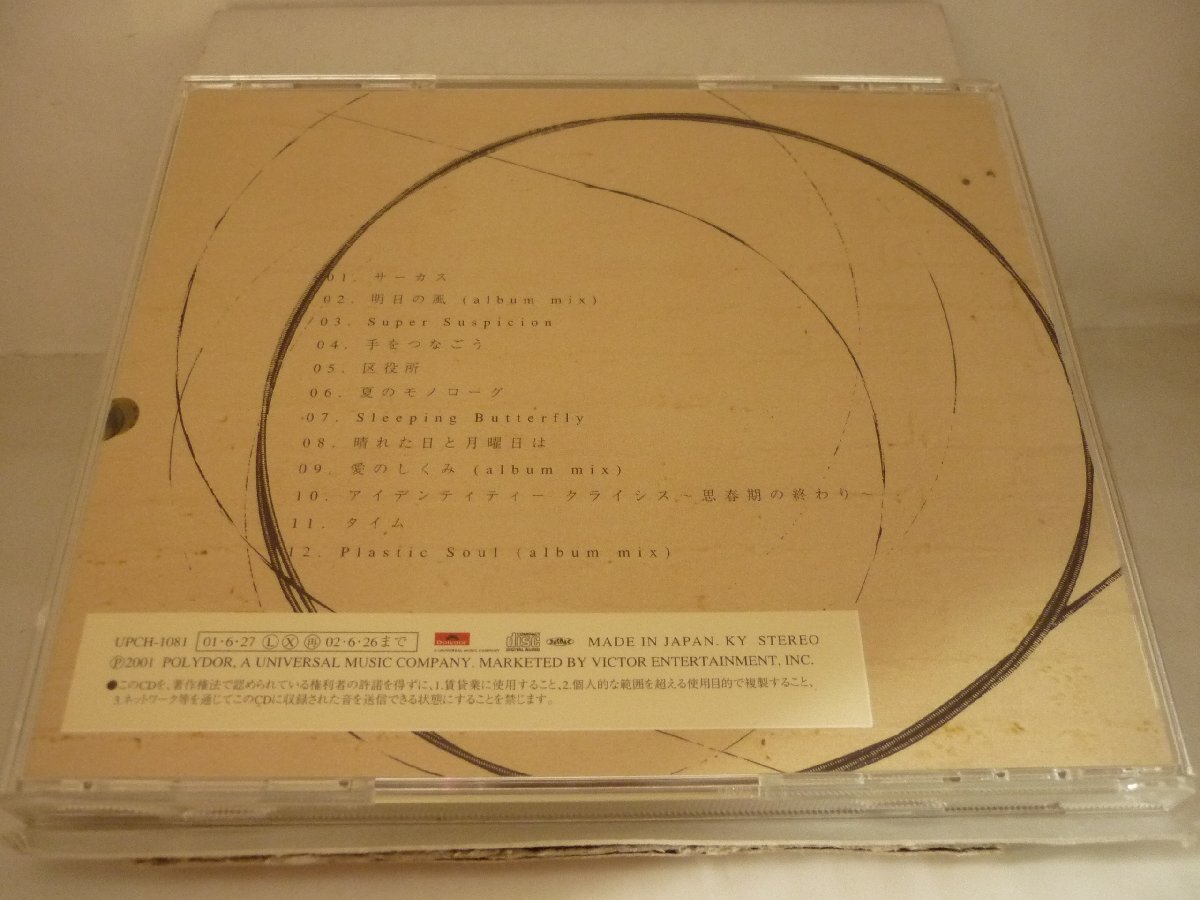 01. サーカス
02. 明日の風 (album mix)
03. Super Suspicion
04. 手をつなごう
05. 区役所
06. 夏のモノローグ
07. Sleeping Butterfly
08. 晴れた日と月曜日は
09. 愛のしくみ (album mix)
10. アイデンティティー クライシス～思春期の終わり～
11. タイム
12. Plastic Soul (album mix)
UPCH-1081 01・6・27 Ⓛ Ⓧ ㊞ 02・6・26まで Polydor A UNIVERSAL MUSIC COMPANY COMPACT disc DIGITAL AUDIO MADE IN JAPAN. KY STEREO
Ⓟ2001 POLYDOR, A UNIVERSAL MUSIC COMPANY. MARKETED BY VICTOR ENTERTAINMENT, INC.
●このCDを、著作権法で認められている権利者の許諾を得ずに、1.賃貸業に使用すること、2.個人的な範囲を超える使用目的で複製すること、
3.ネットワーク等を通じてこのCDに収録された音を送信できる状態にすることを禁じます。